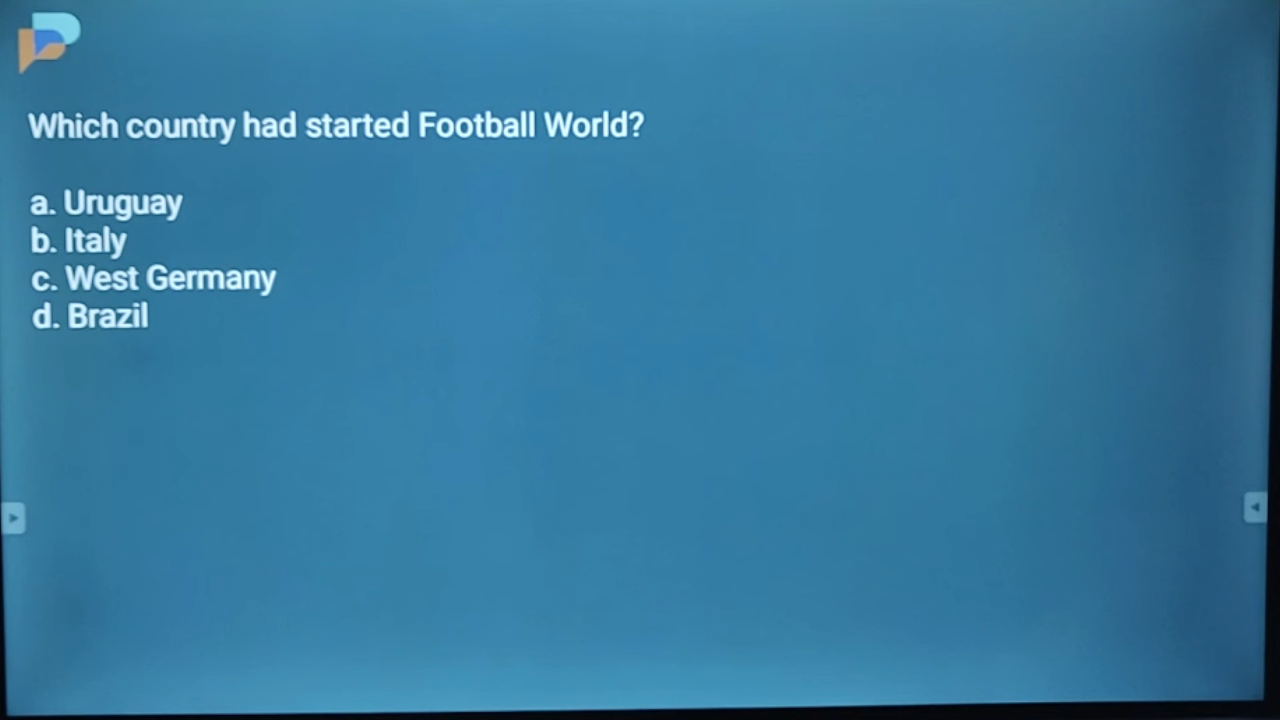 Which country had started Football World?
a. Uruguay
b. Italy
c. West Germany
d. Brazil